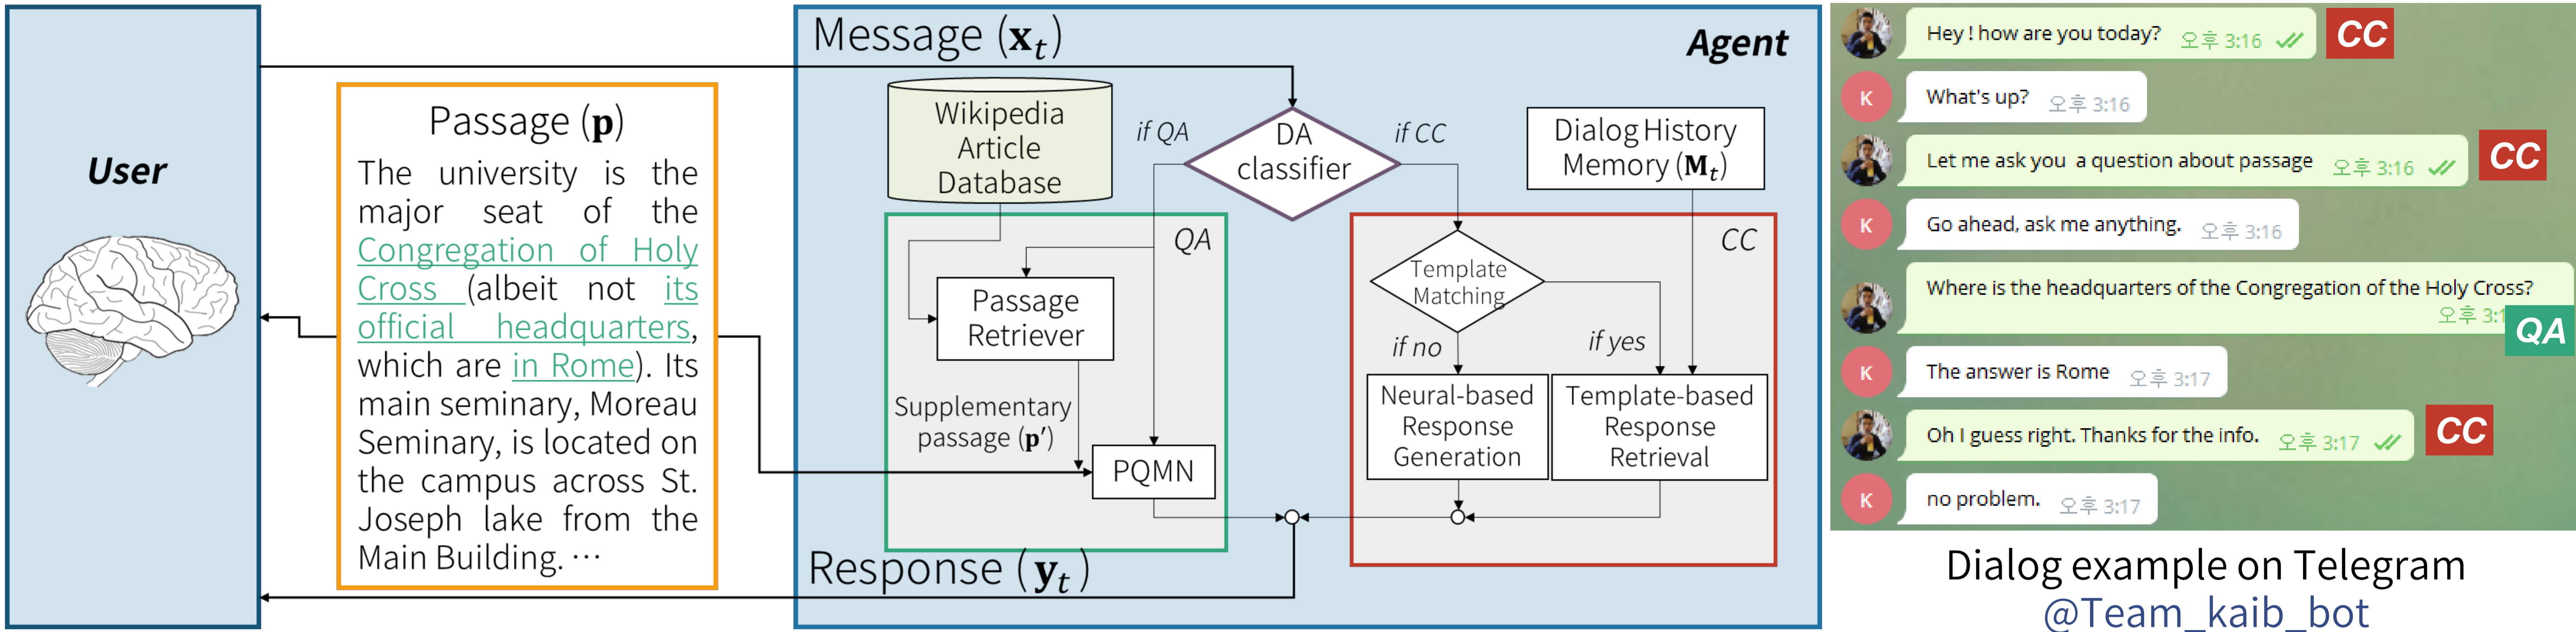 User
Passage (p)
The university is the
major seat of the
Congregation of Holy
Cross (albeit not its
official headquarters,
which are in Rome). Its
main seminary, Moreau
Seminary, is located on
the campus across St.
Joseph lake from the
Main Building. ⋯
Message (x_t)
Agent
Wikipedia
Article
Database
if QA
DA
classifier
if CC
Dialog History
Memory (M_t)
QA
Passage
Retriever
Supplementary
passage (p′)
PQMN
CC
Template
Matching
if no
if yes
Neural-based
Response
Generation
Template-based
Response
Retrieval
Response (y_t)
Hey ! how are you today? 오후 3:16
CC
What's up? 오후 3:16
Let me ask you a question about passage 오후 3:16
CC
Go ahead, ask me anything. 오후 3:16
Where is the headquarters of the Congregation of the Holy Cross?
오후 3:1
QA
The answer is Rome 오후 3:17
Oh I guess right. Thanks for the info. 오후 3:17
CC
no problem. 오후 3:17
K
K
K
K
Dialog example on Telegram
@Team_kaib_bot